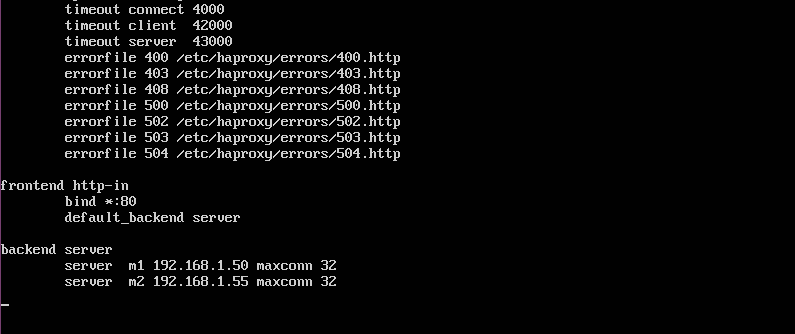 timeout connect 4000
timeout client  42000
timeout server  43000
errorfile 400 /etc/haproxy/errors/400.http
errorfile 403 /etc/haproxy/errors/403.http
errorfile 408 /etc/haproxy/errors/408.http
errorfile 500 /etc/haproxy/errors/500.http
errorfile 502 /etc/haproxy/errors/502.http
errorfile 503 /etc/haproxy/errors/503.http
errorfile 504 /etc/haproxy/errors/504.http
frontend http-in
bind *:80
default_backend server
backend server
server  m1 192.168.1.50 maxconn 32
server  m2 192.168.1.55 maxconn 32